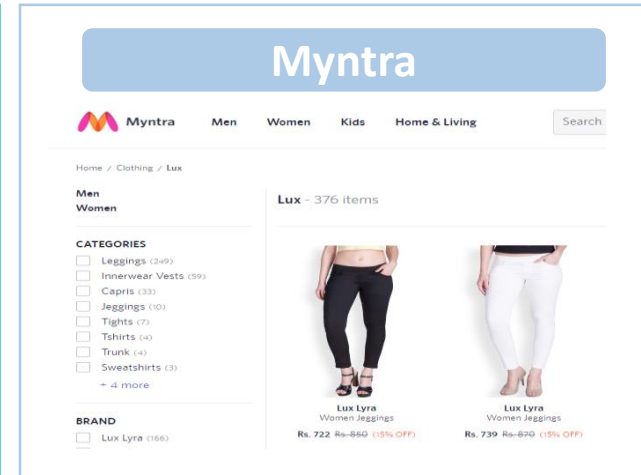 Myntra
Myntra Men Women Kids Home & Living Search
Home / Clothing / Lux
Men
Women
Lux - 376 items
CATEGORIES
Leggings (249)
Innerwear Vests (59)
Capris (33)
Jeggings (10)
Tights (7)
Tshirts (4)
Trunk (4)
Sweatshirts (3)
+ 4 more
BRAND
Lux Lyra (166)
Lux Lyra
Women Jeggings
Rs. 722 Rs. 850 (15% OFF)
Lux Lyra
Women Jeggings
Rs. 739 Rs. 870 (15% OFF)